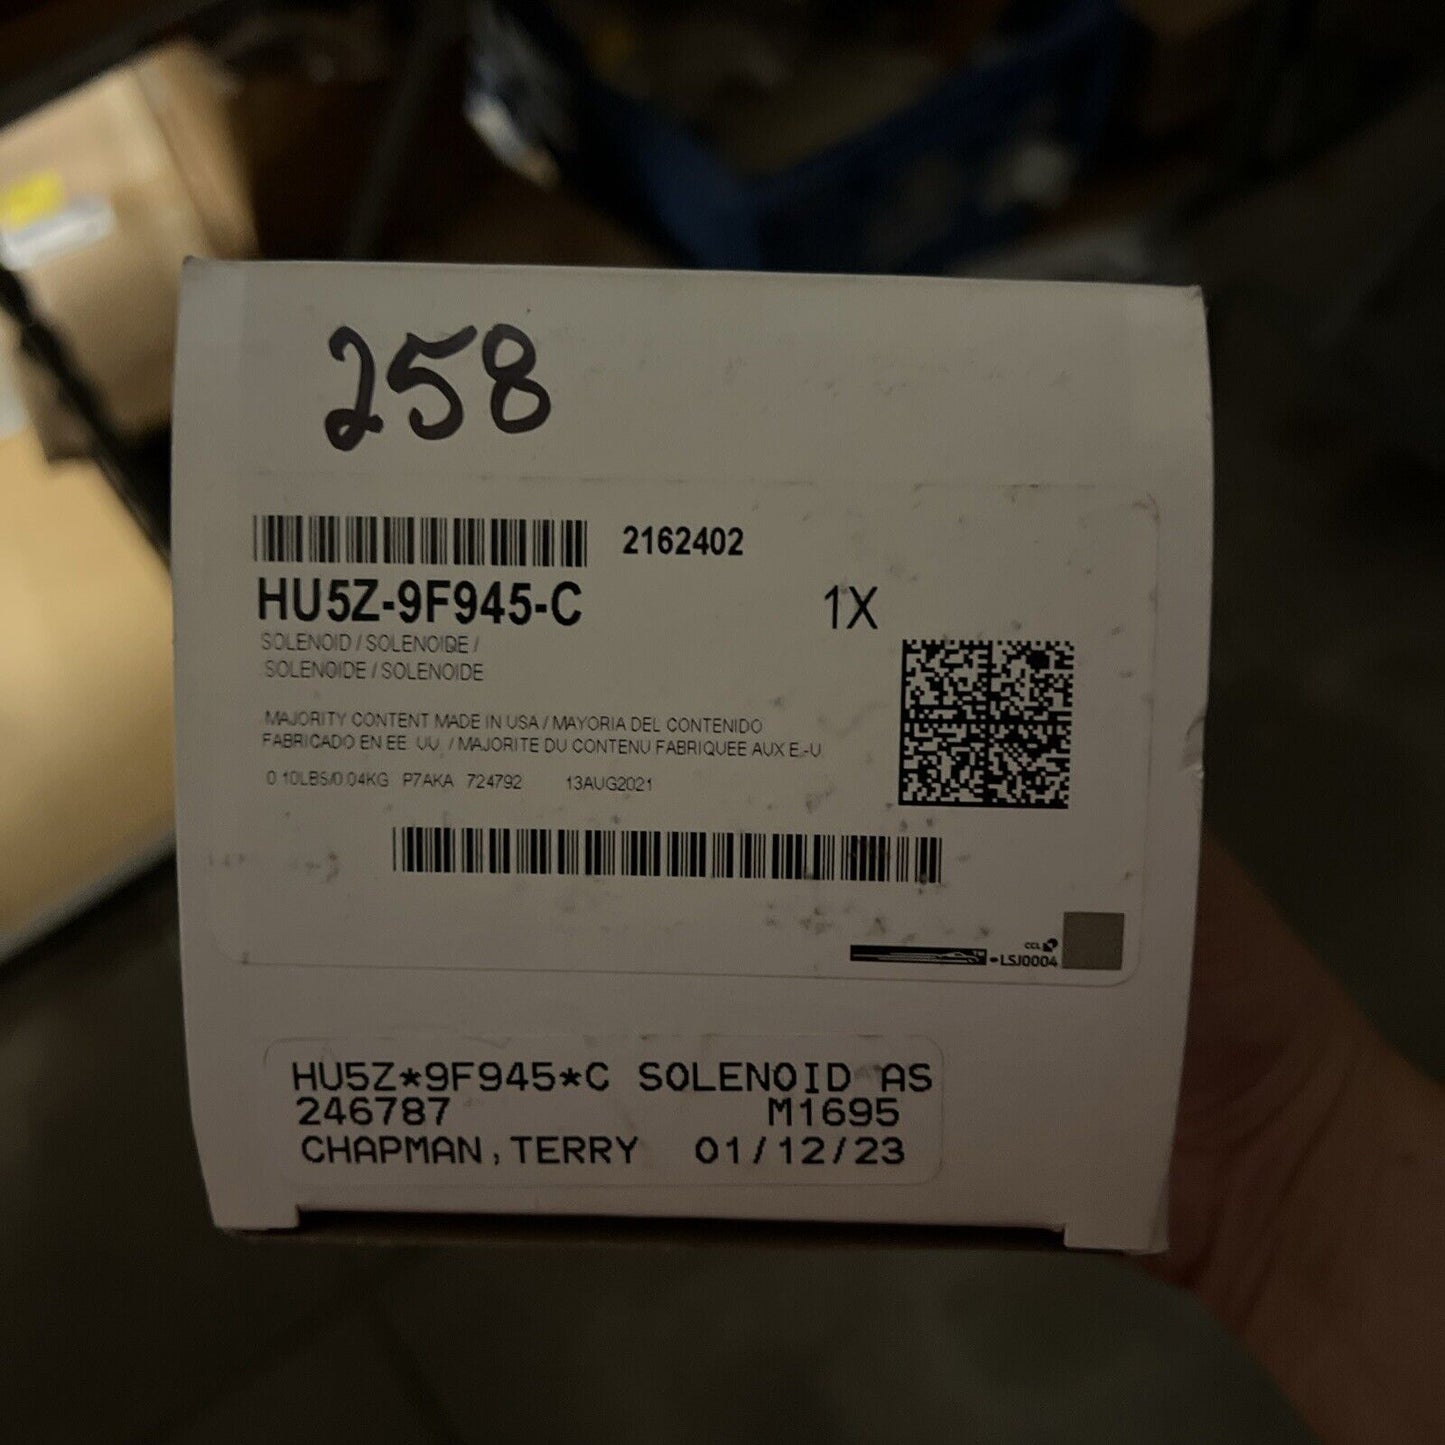 258
2162402
HU5Z-9F945-C
1X
SOLENOID / SOLENOIDE /
SOLENOIDE / SOLENOIDE
MAJORITY CONTENT MADE IN USA / MAYORIA DEL CONTENIDO
FABRICADO EN EE. UU. / MAJORITE DU CONTENU FABRIQUEE AUX E.-U.
0.10LBS/0.04KG P7AKA 724792 13AUG2021
CCL
LSJ0004
HU5Z*9F945*C SOLENOID AS
246787 M1695
CHAPMAN,TERRY 01/12/23